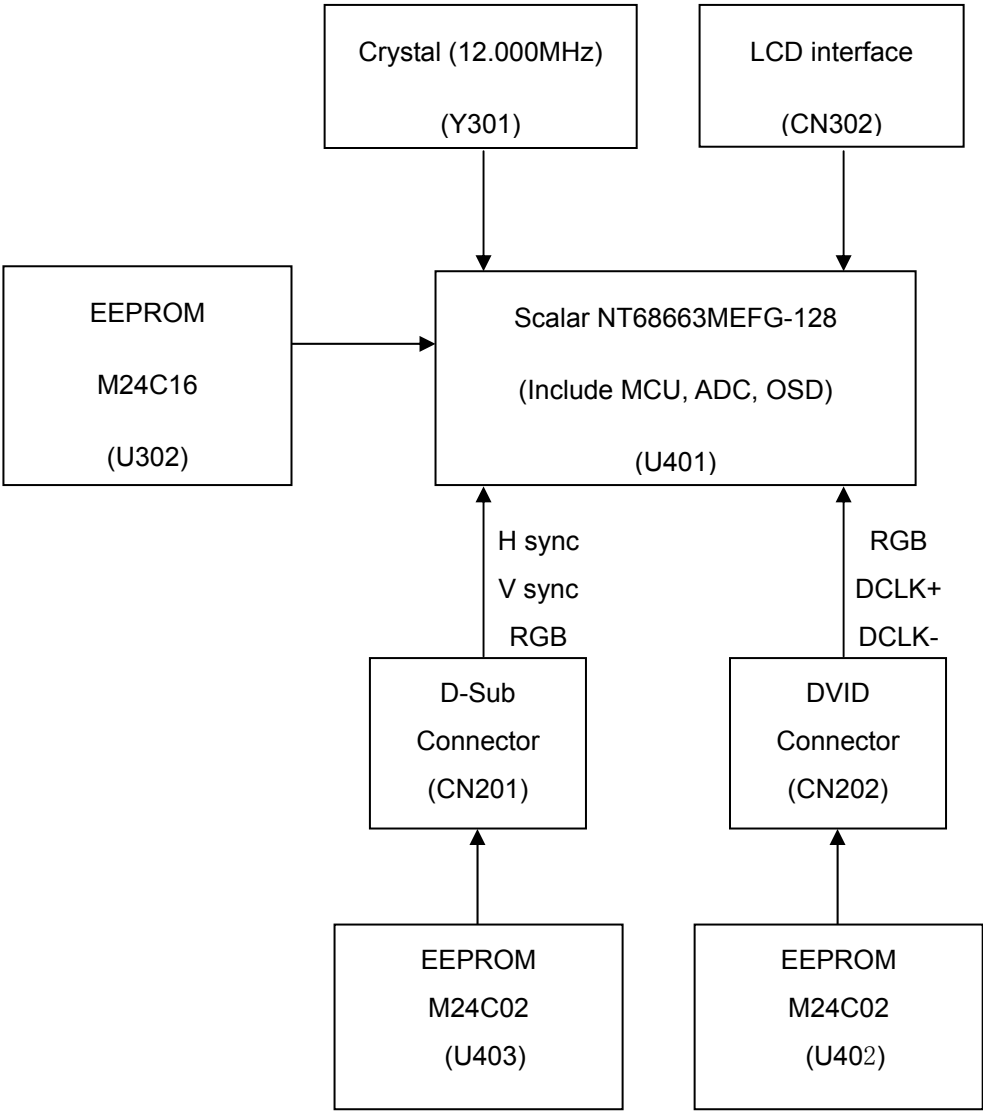 Crystal (12.000MHz)
(Y301)
LCD interface
(CN302)
EEPROM
M24C16
(U302)
Scalar NT68663MEFG-128
(Include MCU, ADC, OSD)
(U401)
H sync
V sync
RGB
RGB
DCLK+
DCLK-
D-Sub
Connector
(CN201)
DVID
Connector
(CN202)
EEPROM
M24C02
(U403)
EEPROM
M24C02
(U402)